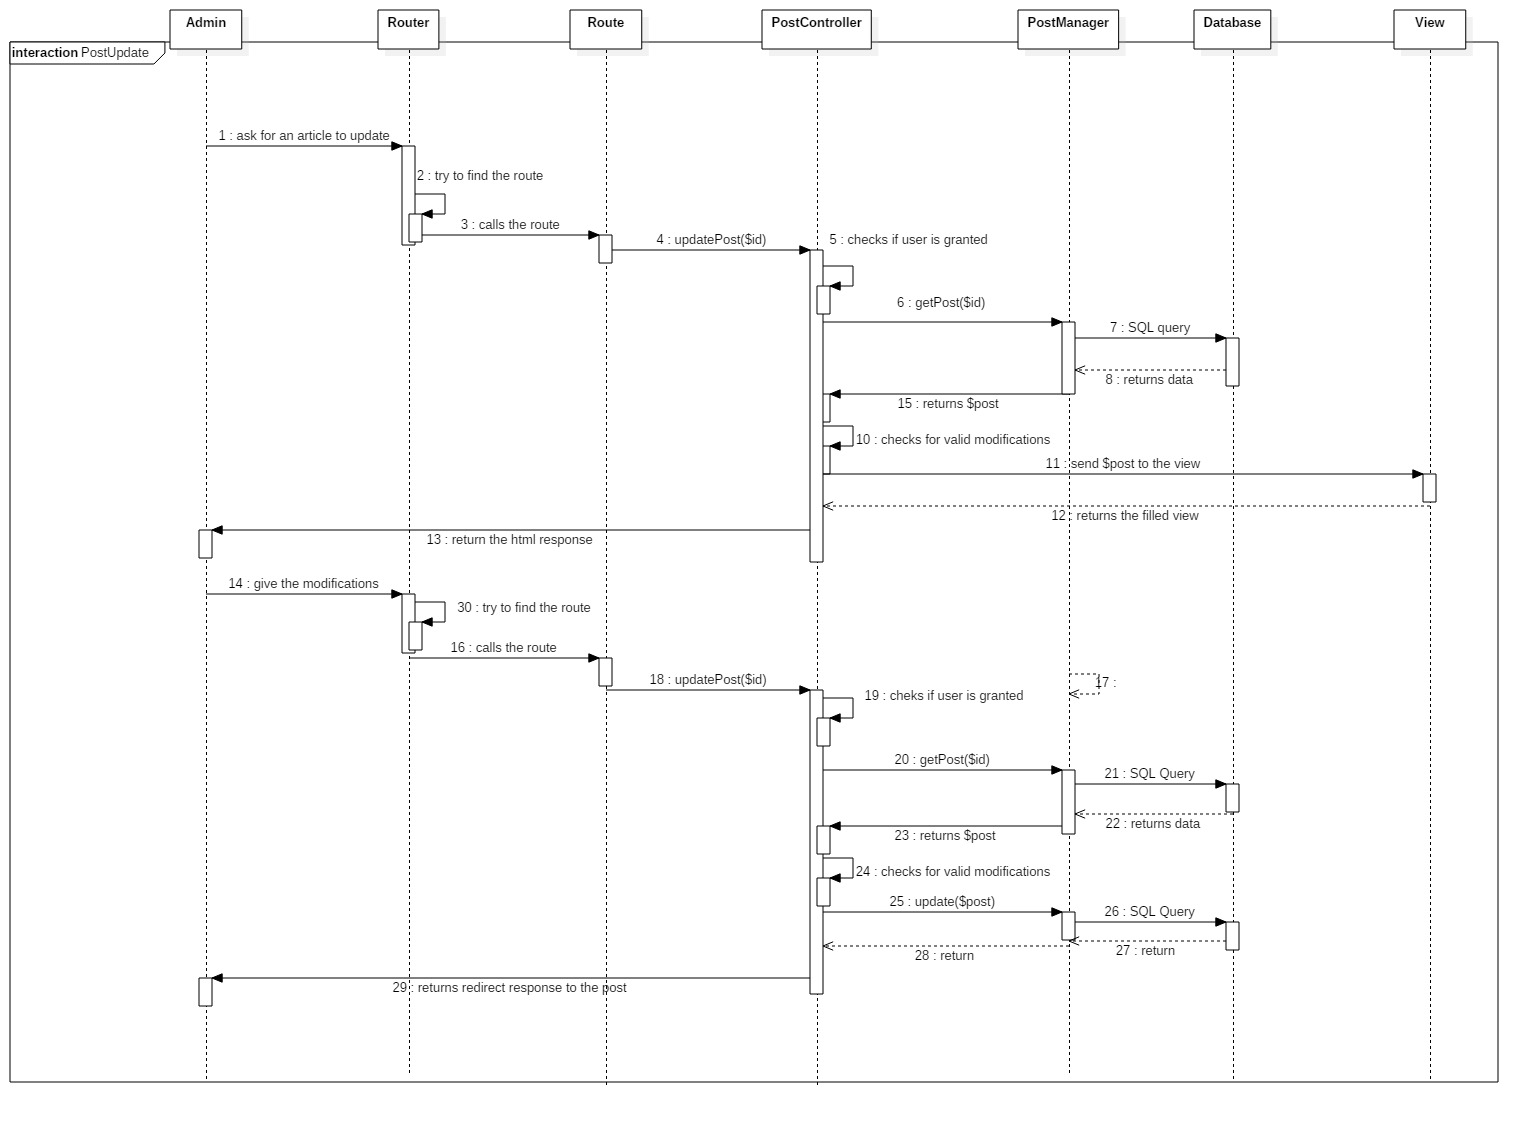 Admin
Router
Route
PostController
PostManager
Database
View
interaction PostUpdate
1 : ask for an article to update
2 : try to find the route
3 : calls the route
4 : updatePost($id)
5 : checks if user is granted
6 : getPost($id)
7 : SQL query
8 : returns data
15 : returns $post
10 : checks for valid modifications
11 : send $post to the view
12 : returns the filled view
13 : return the html response
14 : give the modifications
30 : try to find the route
16 : calls the route
18 : updatePost($id)
17 :
19 : cheks if user is granted
20 : getPost($id)
21 : SQL Query
22 : returns data
23 : returns $post
24 : checks for valid modifications
25 : update($post)
26 : SQL Query
27 : return
28 : return
29 : returns redirect response to the post